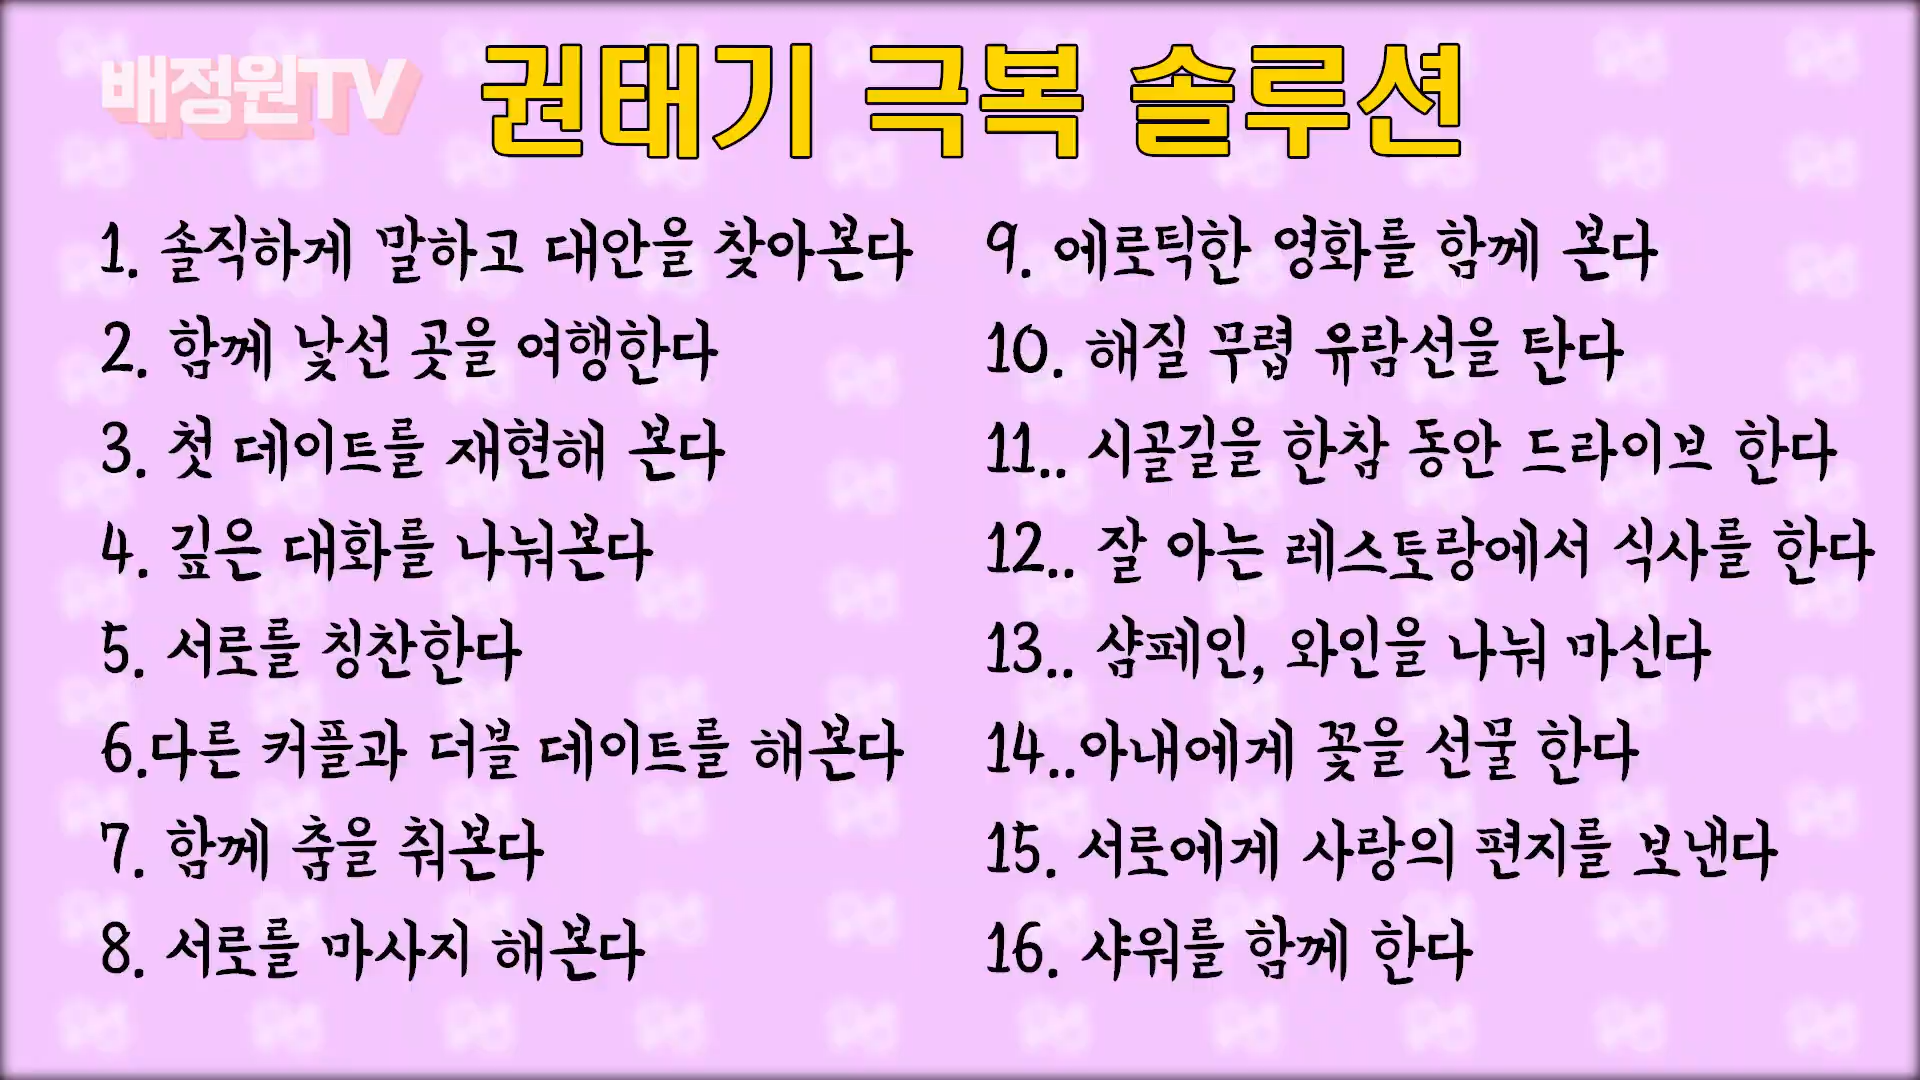 배정원TV
권태기 극복 솔루션
1. 솔직하게 말하고 대안을 찾아본다
2. 함께 낯선 곳을 여행한다
3. 첫 데이트를 재현해 본다
4. 깊은 대화를 나눠본다
5. 서로를 칭찬한다
6.다른 커플과 더블 데이트를 해본다
7. 함께 춤을 춰본다
8. 서로를 마사지 해본다
9. 에로틱한 영화를 함께 본다
10. 해질 무렵 유람선을 탄다
11.. 시골길을 한참 동안 드라이브 한다
12.. 잘 아는 레스토랑에서 식사를 한다
13.. 샴페인, 와인을 나눠 마신다
14..아내에게 꽃을 선물 한다
15. 서로에게 사랑의 편지를 보낸다
16. 샤워를 함께 한다